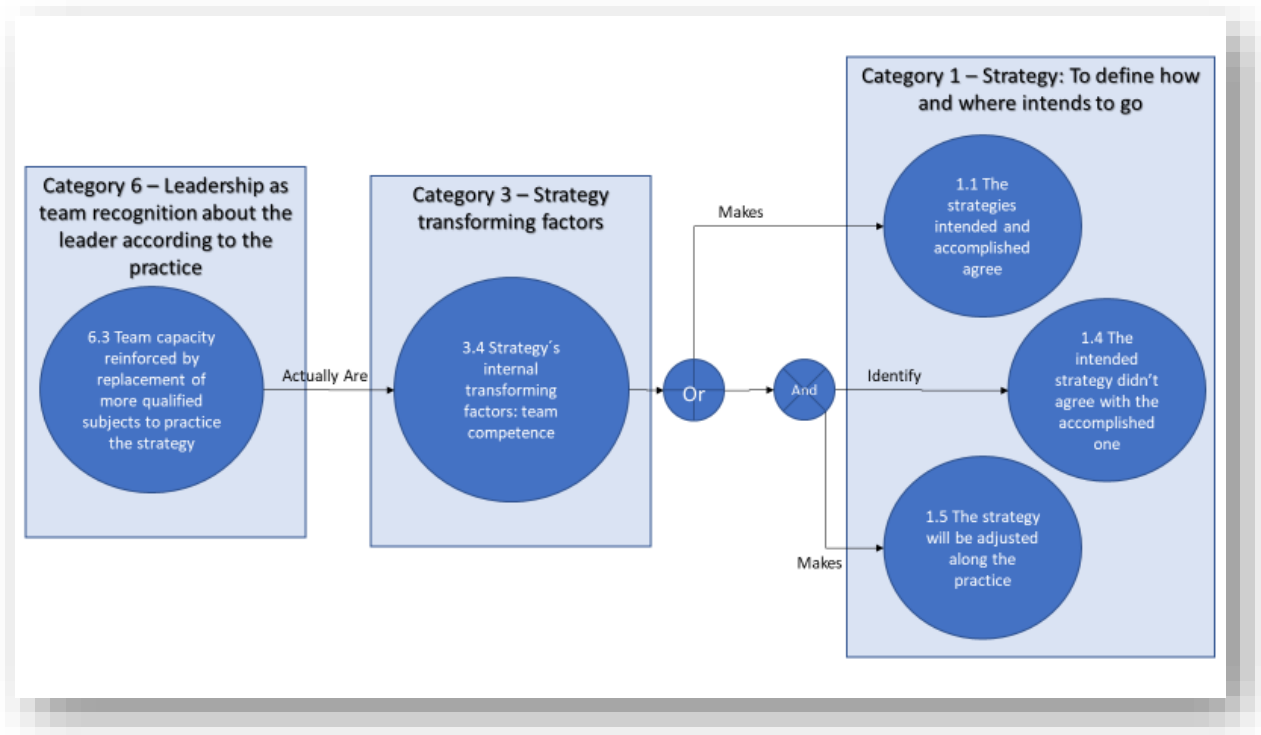 Category 6 – Leadership as
team recognition about the
leader according to the
practice
6.3 Team capacity
reinforced by
replacement of
more qualified
subjects to practice
the strategy
Actually Are
Category 3 – Strategy
transforming factors
3.4 Strategy´s
internal
transforming
factors: team
competence
Or
And
Makes
Identify
Makes
Category 1 – Strategy: To define how
and where intends to go
1.1 The
strategies
intended and
accomplished
agree
1.4 The
intended
strategy didn’t
agree with the
accomplished
one
1.5 The strategy
will be adjusted
along the
practice